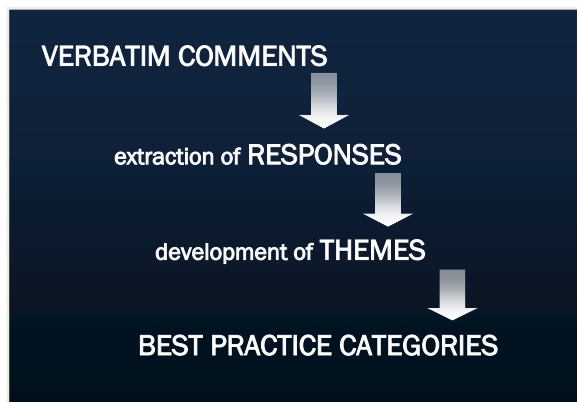 VERBATIM COMMENTS
extraction of RESPONSES
development of THEMES
BEST PRACTICE CATEGORIES